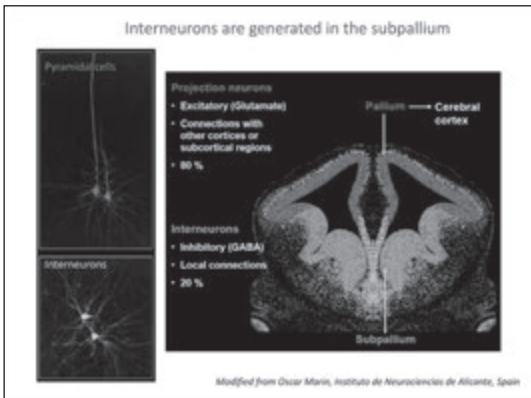 Interneurons are generated in the subpallium
Pyramidal cells
Projection neurons
• Excitatory (Glutamate)
• Connections with
other cortices or
subcortical regions
• 80 %
Pallium
Cerebral
cortex
Interneurons
• Inhibitory (GABA)
• Local connections
• 20 %
Interneurons
Subpallium
Modified from Oscar Marin, Instituto de Neurociencias de Alicante, Spain